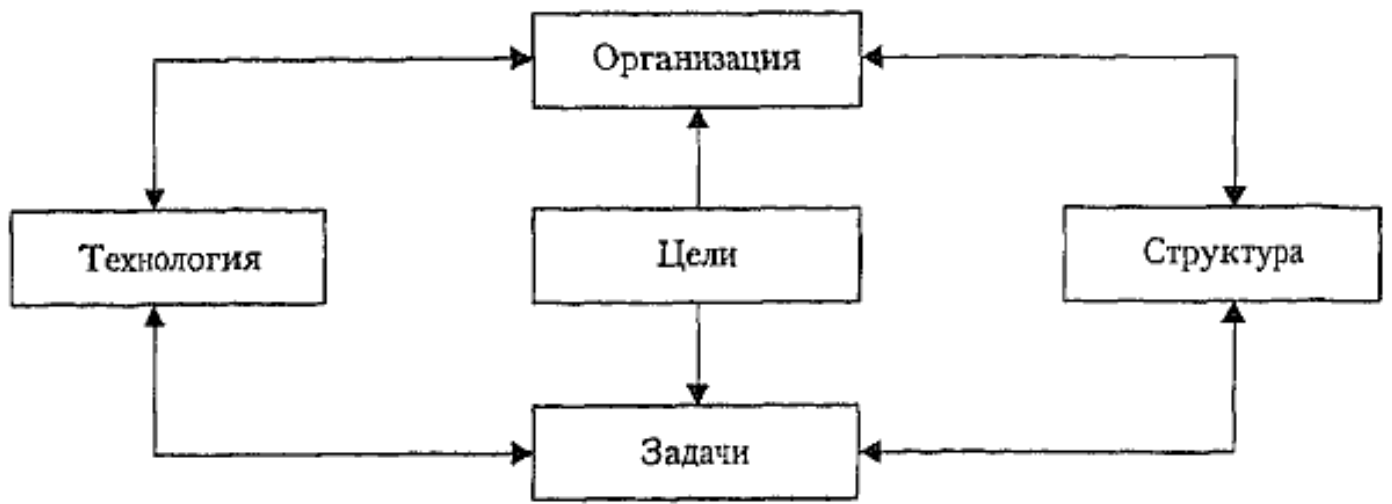 Организация
Технология
Цели
Структура
Задачи